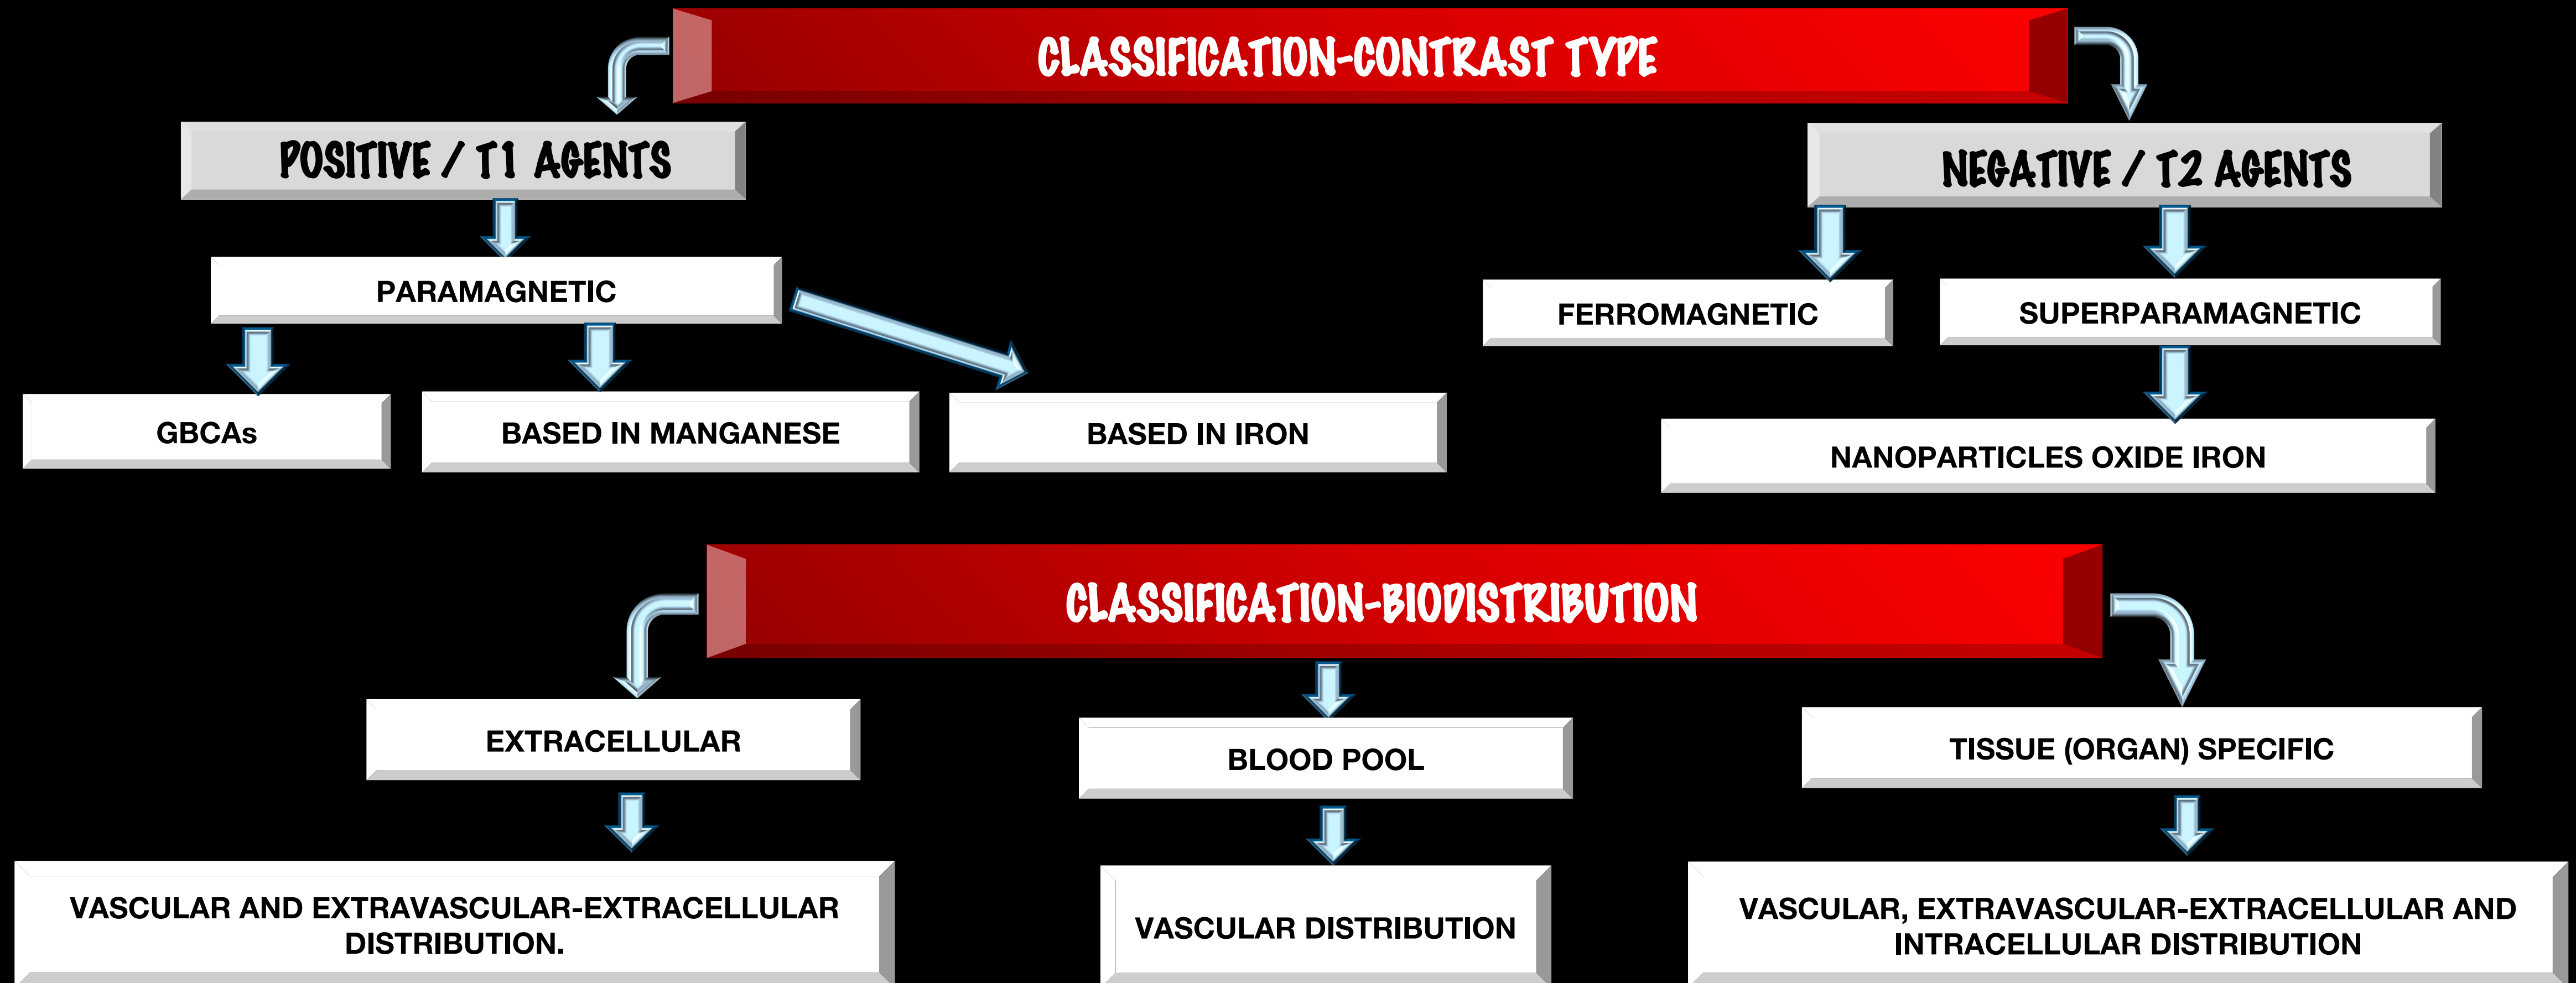 CLASSIFICATION-CONTRAST TYPE
POSITIVE / T1 AGENTS
NEGATIVE / T2 AGENTS
PARAMAGNETIC
FERROMAGNETIC
SUPERPARAMAGNETIC
GBCAs
BASED IN MANGANESE
BASED IN IRON
NANOPARTICLES OXIDE IRON
CLASSIFICATION-BIODISTRIBUTION
EXTRACELLULAR
BLOOD POOL
TISSUE (ORGAN) SPECIFIC
VASCULAR AND EXTRAVASCULAR-EXTRACELLULAR
DISTRIBUTION.
VASCULAR DISTRIBUTION
VASCULAR, EXTRAVASCULAR-EXTRACELLULAR AND
INTRACELLULAR DISTRIBUTION